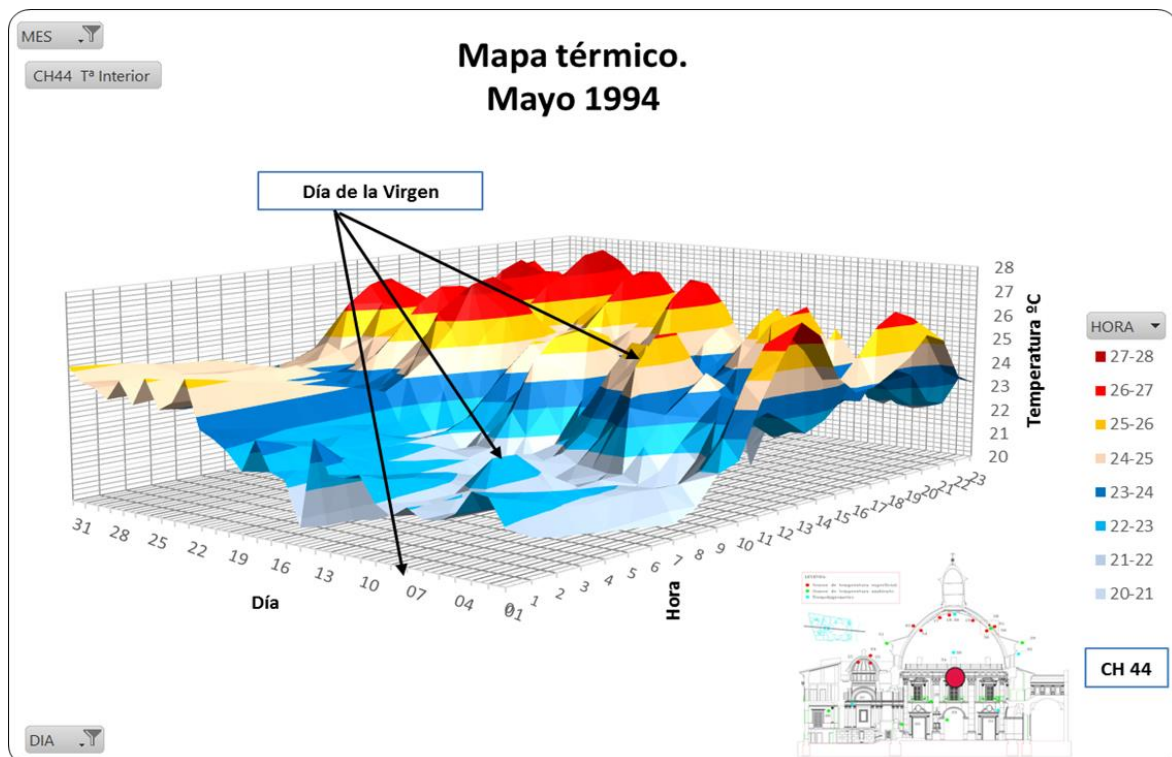 MES
CH44 Tª Interior
Mapa térmico.
Mayo 1994
Día de la Virgen
28
27
26
25
24
23
22
21
20
Temperatura ºC
31 28 25 22 19 16 13 10 07 04 01
Día
0 1 2 3 4 5 6 7 8 9 10 11 12 13 14 15 16 17 18 19 20 21 22 23
Hora
HORA
27-28
26-27
25-26
24-25
23-24
22-23
21-22
20-21
CH 44
DIA